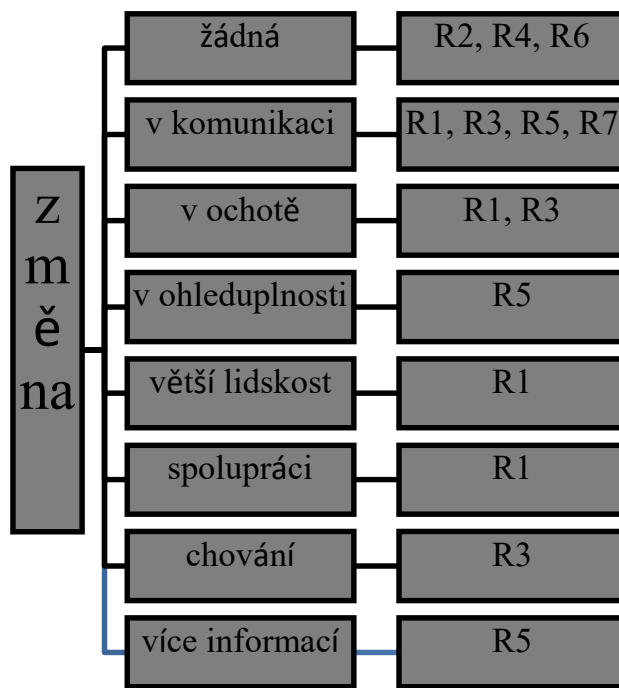 z
m
ě
na
žádná
R2, R4, R6
v komunikaci
R1, R3, R5, R7
v ochotě
R1, R3
v ohleduplnosti
R5
větší lidskost
R1
spolupráci
R1
chování
R3
více informací
R5